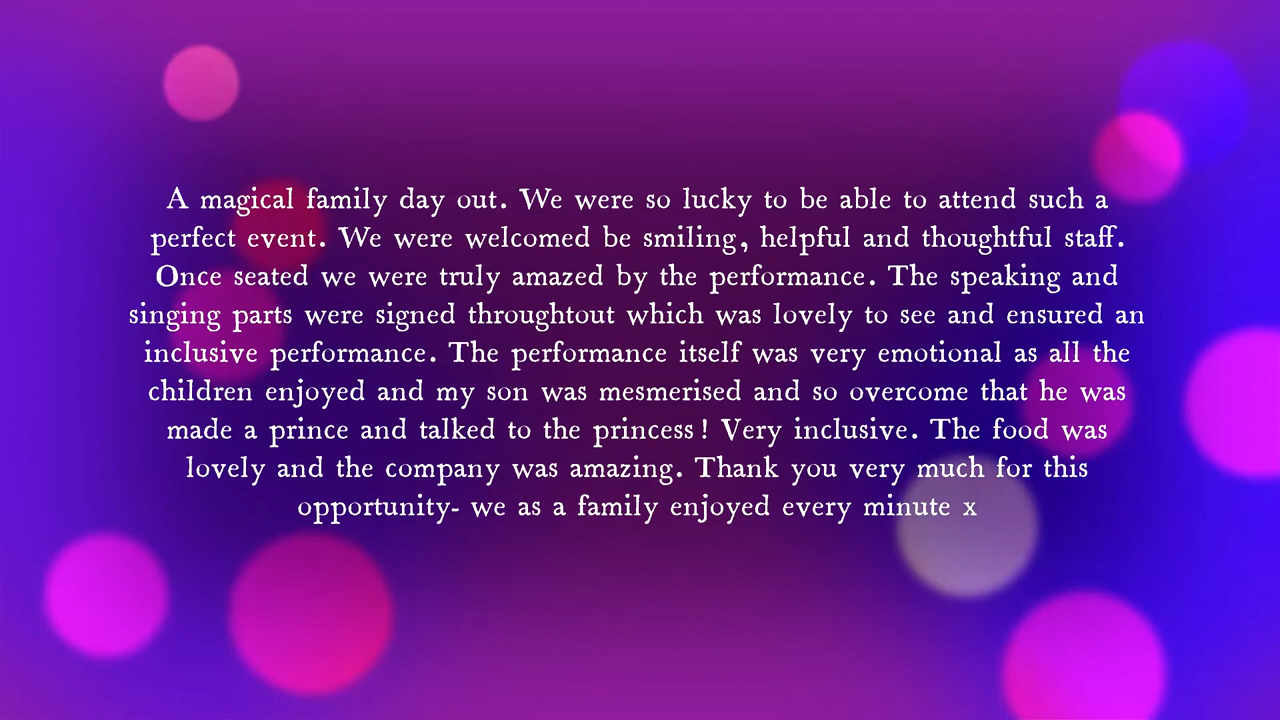 A magical family day out. We were so lucky to be able to attend such a
perfect event. We were welcomed be smiling, helpful and thoughtful staff.
Once seated we were truly amazed by the performance. The speaking and
singing parts were signed throughtout which was lovely to see and ensured an
inclusive performance. The performance itself was very emotional as all the
children enjoyed and my son was mesmerised and so overcome that he was
made a prince and talked to the princess! Very inclusive. The food was
lovely and the company was amazing. Thank you very much for this
opportunity- we as a family enjoyed every minute x